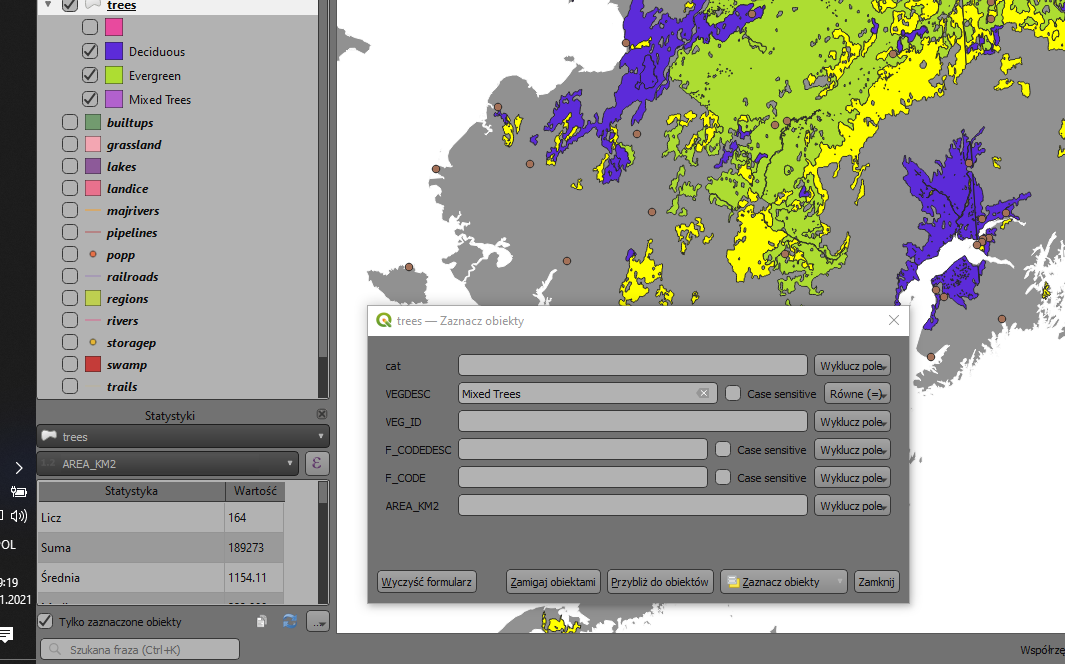 trees
Deciduous
Evergreen
Mixed Trees
builtups
grassland
lakes
landice
majrivers
pipelines
popp
railroads
regions
rivers
storagep
swamp
trails
Statystyki
trees
AREA_KM2
ε
Statystyka Wartość
Licz 164
Suma 189273
Średnia 1154.11
Tylko zaznaczone obiekty
...
Szukana fraza (Ctrl+K)
POL
9:19
1.2021
trees — Zaznacz obiekty
cat Wyklucz pole
VEGDESC Mixed Trees Case sensitive Równe (=)
VEG_ID Wyklucz pole
F_CODEDESC Case sensitive Wyklucz pole
F_CODE Case sensitive Wyklucz pole
AREA_KM2 Wyklucz pole
Wyczyść formularz Zamigaj obiektami Przybliż do obiektów Zaznacz obiekty Zamknij
Współrzę